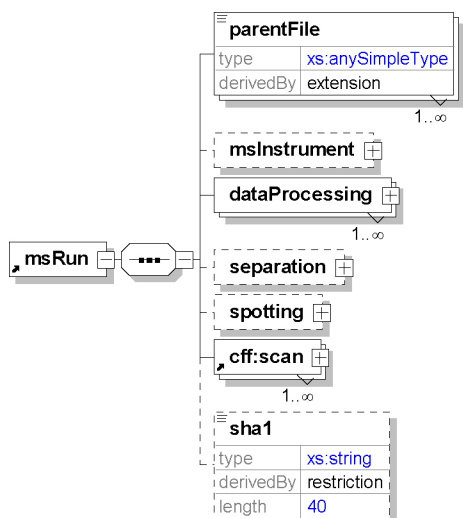 parentFile
type xs:anySimpleType
derivedBy extension
1..∞
msInstrument
dataProcessing
1..∞
msRun
separation
spotting
cff:scan
1..∞
sha1
type xs:string
derivedBy restriction
length 40